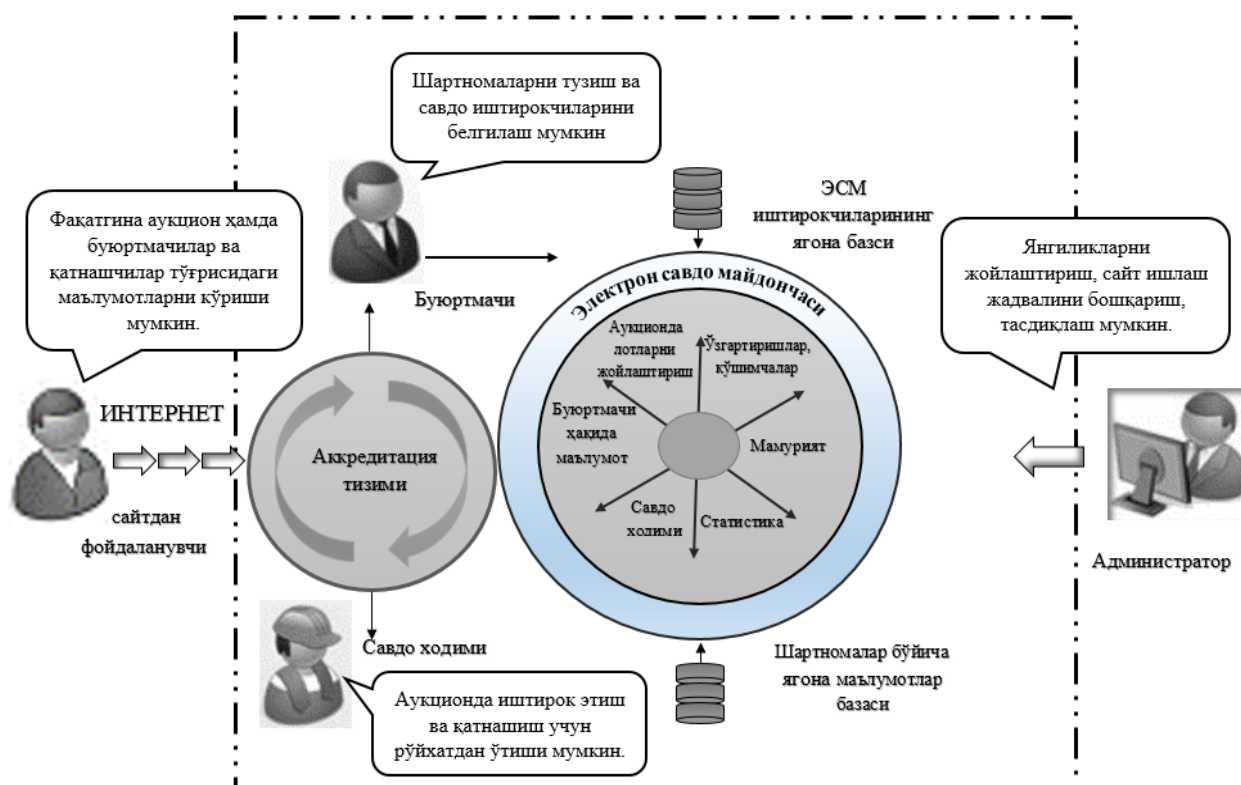 Шартномаларни тузиш ва
савдо иштирокчиларини
белгилаш мумкин
Фақатгина аукцион ҳамда
буюртмачилар ва
қатнашчилар тўғрисидаги
маълумотларни кўриши
мумкин.
ЭСМ
иштирокчиларининг
ягона базси
Янгиликларни
жойлаштириш, сайт ишлаш
жадвалини бошқариш,
тасдиқлаш мумкин.
Буюртмачи
Электрон савдо майдончаси
Аукционда
лотларни
жойлаштириш
Ўзгартиришлар,
қўшимчалар
Буюртмачи
ҳақида
маълумот
Мамурият
Савдо
ходими
Статистика
ИНТЕРНЕТ
сайтдан
фойдаланувчи
Аккредитация
тизими
Администратор
Савдо ходими
Аукционда иштирок этиш
ва қатнашиш учун
рўйхатдан ўтиши мумкин.
Шартномалар бўйича
ягона маълумотлар
базаси